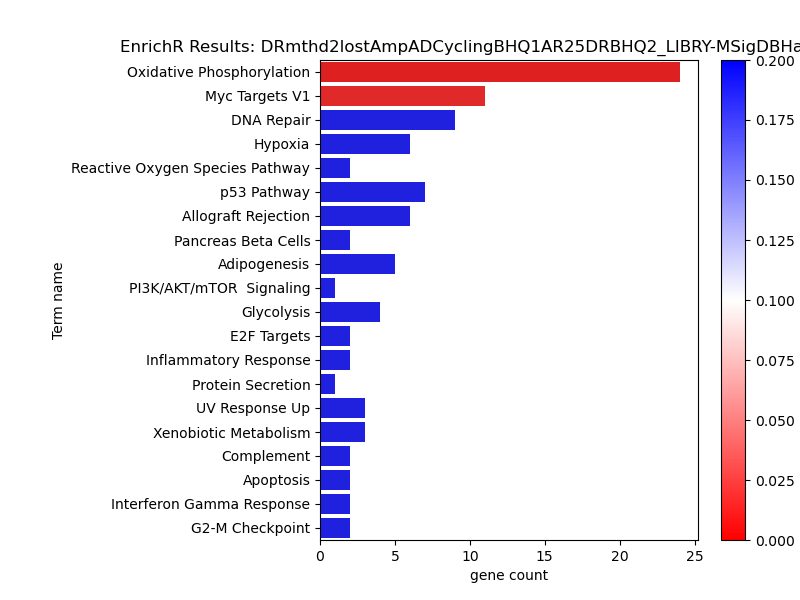 EnrichR Results: DRmthd2lostAmpADCyclingBHQ1AR25DRBHQ2_LIBRY-MSigDBHa
Oxidative Phosphorylation
Myc Targets V1
DNA Repair
Hypoxia
Reactive Oxygen Species Pathway
p53 Pathway
Allograft Rejection
Pancreas Beta Cells
Adipogenesis
PI3K/AKT/mTOR  Signaling
Glycolysis
E2F Targets
Inflammatory Response
Protein Secretion
UV Response Up
Xenobiotic Metabolism
Complement
Apoptosis
Interferon Gamma Response
G2-M Checkpoint
Term name
0 5 10 15 20 25
gene count
0.200
0.175
0.150
0.125
0.100
0.075
0.050
0.025
0.000